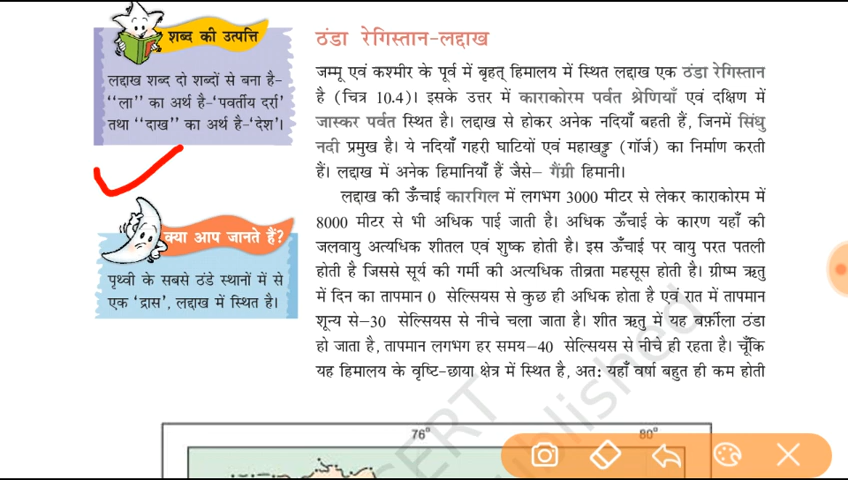 शब्द की उत्पत्ति
लद्दाख शब्द दो शब्दों से बना है–
“ला” का अर्थ है-‘पवर्तीय दर्रा’
तथा “दाख” का अर्थ है-‘देश’।
क्या आप जानते हैं?
पृथ्वी के सबसे ठंडे स्थानों में से
एक ‘द्रास’, लद्दाख में स्थित है।
ठंडा रेगिस्तान-लद्दाख
जम्मू एवं कश्मीर के पूर्व में बृहत् हिमालय में स्थित लद्दाख एक ठंडा रेगिस्तान
है (चित्र 10.4)। इसके उत्तर में काराकोरम पर्वत श्रेणियाँ एवं दक्षिण में
जास्कर पर्वत स्थित है। लद्दाख से होकर अनेक नदियाँ बहती हैं, जिनमें सिंधु
नदी प्रमुख है। ये नदियाँ गहरी घाटियों एवं महाखड्ड (गॉर्ज) का निर्माण करती
हैं। लद्दाख में अनेक हिमानियाँ हैं जैसे– गैंग्री हिमानी।
लद्दाख की ऊँचाई कारगिल में लगभग 3000 मीटर से लेकर काराकोरम में
8000 मीटर से भी अधिक पाई जाती है। अधिक ऊँचाई के कारण यहाँ की
जलवायु अत्यधिक शीतल एवं शुष्क होती है। इस ऊँचाई पर वायु परत पतली
होती है जिससे सूर्य की गर्मी की अत्यधिक तीव्रता महसूस होती है। ग्रीष्म ऋतु
में दिन का तापमान 0 सेल्सियस से कुछ ही अधिक होता है एवं रात में तापमान
शून्य से–30 सेल्सियस से नीचे चला जाता है। शीत ऋतु में यह बर्फ़ीला ठंडा
हो जाता है, तापमान लगभग हर समय–40 सेल्सियस से नीचे ही रहता है। चूँकि
यह हिमालय के वृष्टि-छाया क्षेत्र में स्थित है, अत: यहाँ वर्षा बहुत ही कम होती
76°
80°